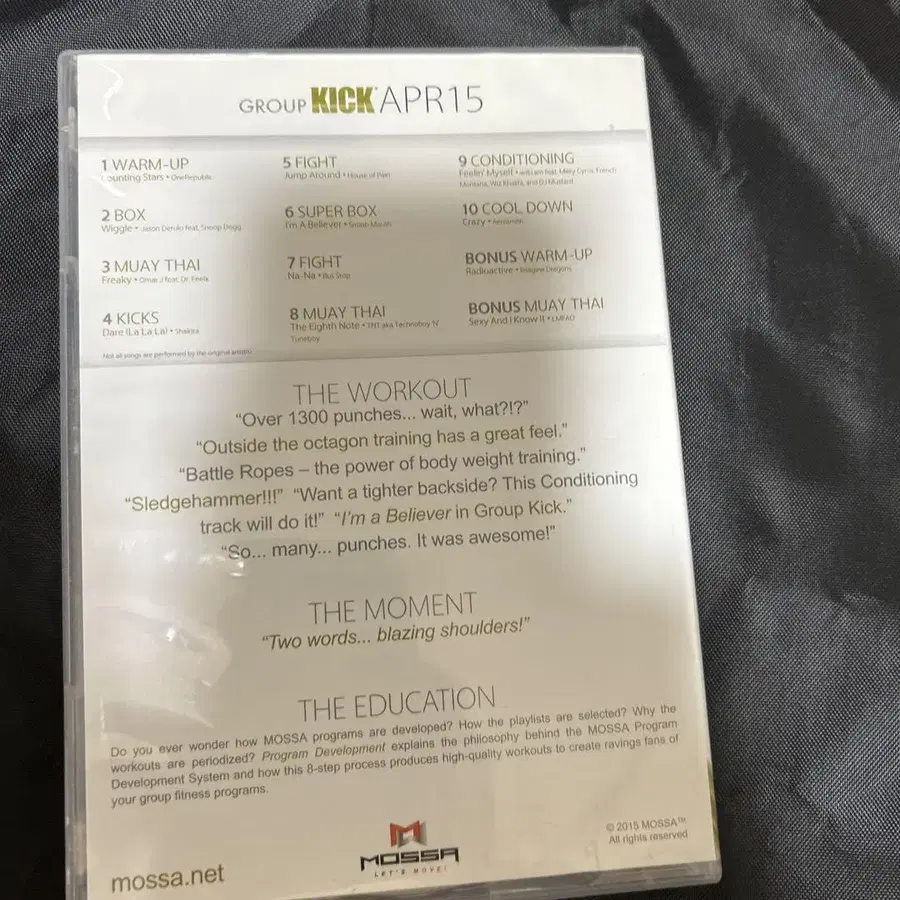 GROUP KICK APR15
1 WARM-UP
Counting Stars • OneRepublic
2 BOX
Wiggle • Jason Derulo feat. Snoop Dogg
3 MUAY THAI
Freaky • Omar J feat. Dr. Feelx
4 KICKS
Dare (La La La) • Shakira
Not all songs are performed by the original artist(s).
5 FIGHT
Jump Around • House of Pain
6 SUPER BOX
I'm A Believer • Smash Mouth
7 FIGHT
Na-Na • Bus Stop
8 MUAY THAI
The Eighth Note • TNT aka Technoboy 'N'
Tuneboy
9 CONDITIONING
Feelin' Myself • will.i.am feat. Miley Cyrus, French
Montana, Wiz Khalifa, and DJ Mustard
10 COOL DOWN
Crazy • Aerosmith
BONUS WARM-UP
Radioactive • Imagine Dragons
BONUS MUAY THAI
Sexy And I Know It • LMFAO
THE WORKOUT
“Over 1300 punches... wait, what?!?”
“Outside the octagon training has a great feel.”
“Battle Ropes – the power of body weight training.”
“Sledgehammer!!!” “Want a tighter backside? This Conditioning
track will do it!” “I'm a Believer in Group Kick.”
“So... many... punches. It was awesome!”
THE MOMENT
“Two words... blazing shoulders!”
THE EDUCATION
Do you ever wonder how MOSSA programs are developed? How the playlists are selected? Why the
workouts are periodized? Program Development explains the philosophy behind the MOSSA Program
Development System and how this 8-step process produces high-quality workouts to create ravings fans of
your group fitness programs.
mossa.net
MOSSA
LET'S MOVE!
© 2015 MOSSA™
All rights reserved